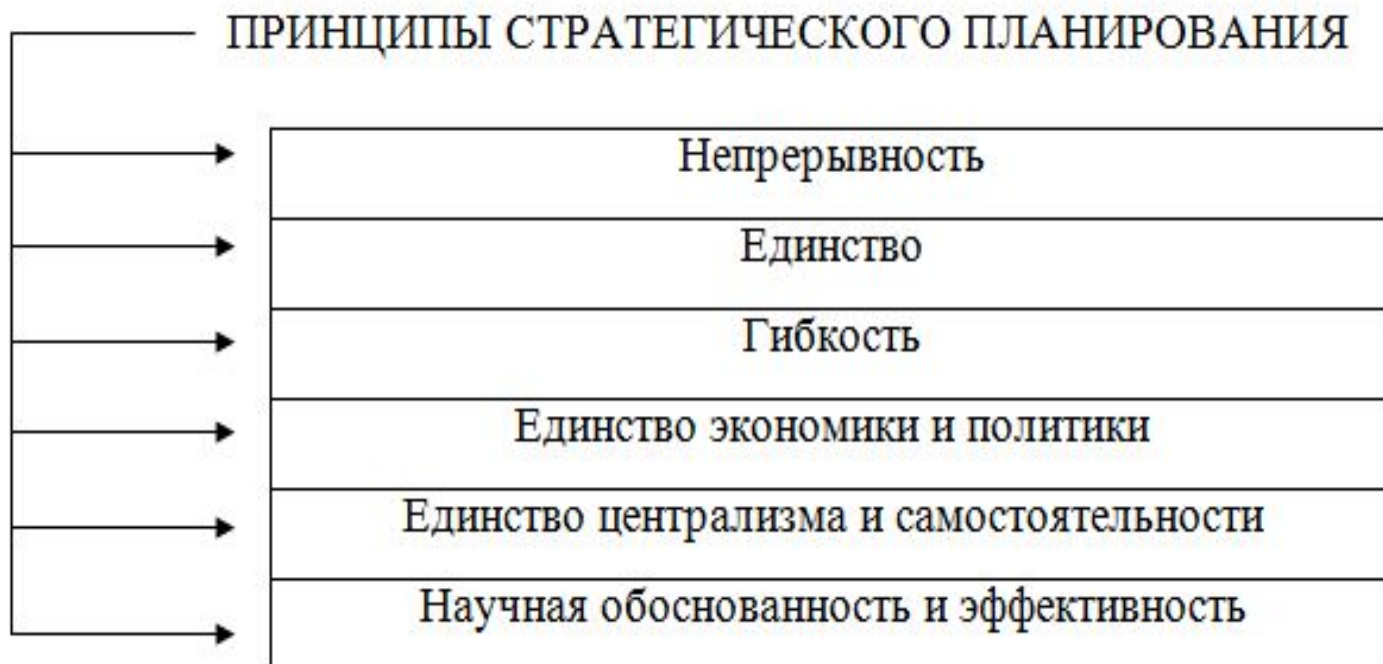 ПРИНЦИПЫ СТРАТЕГИЧЕСКОГО ПЛАНИРОВАНИЯ
Непрерывность
Единство
Гибкость
Единство экономики и политики
Единство централизма и самостоятельности
Научная обоснованность и эффективность